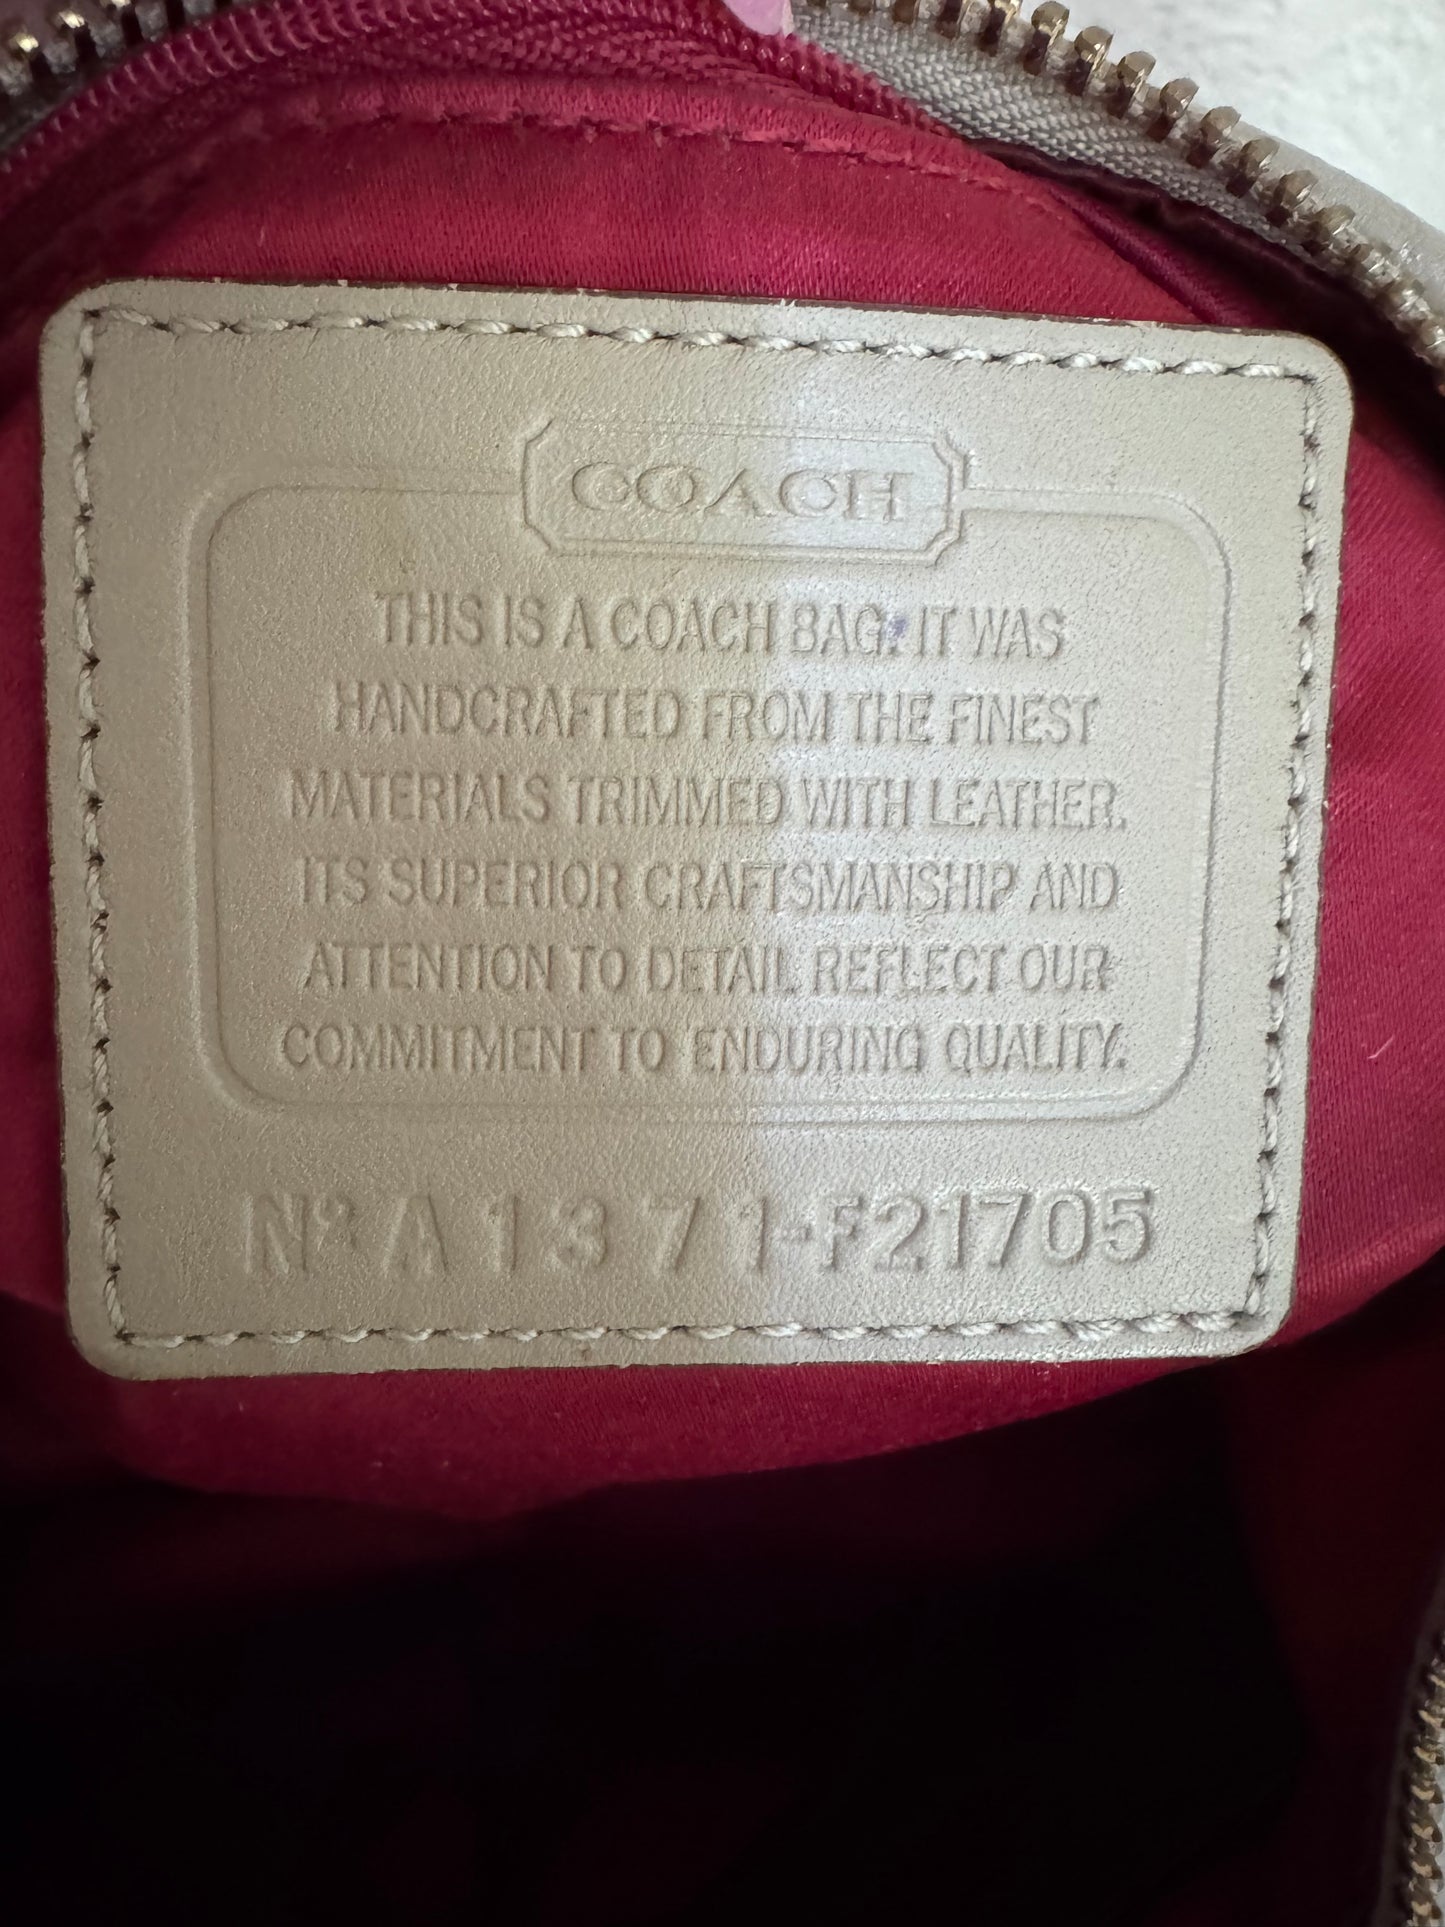 COACH
THIS IS A COACH BAG. IT WAS
HANDCRAFTED FROM THE FINEST
MATERIALS TRIMMED WITH LEATHER.
ITS SUPERIOR CRAFTSMANSHIP AND
ATTENTION TO DETAIL REFLECT OUR
COMMITMENT TO ENDURING QUALITY.
Nº A1371-F21705